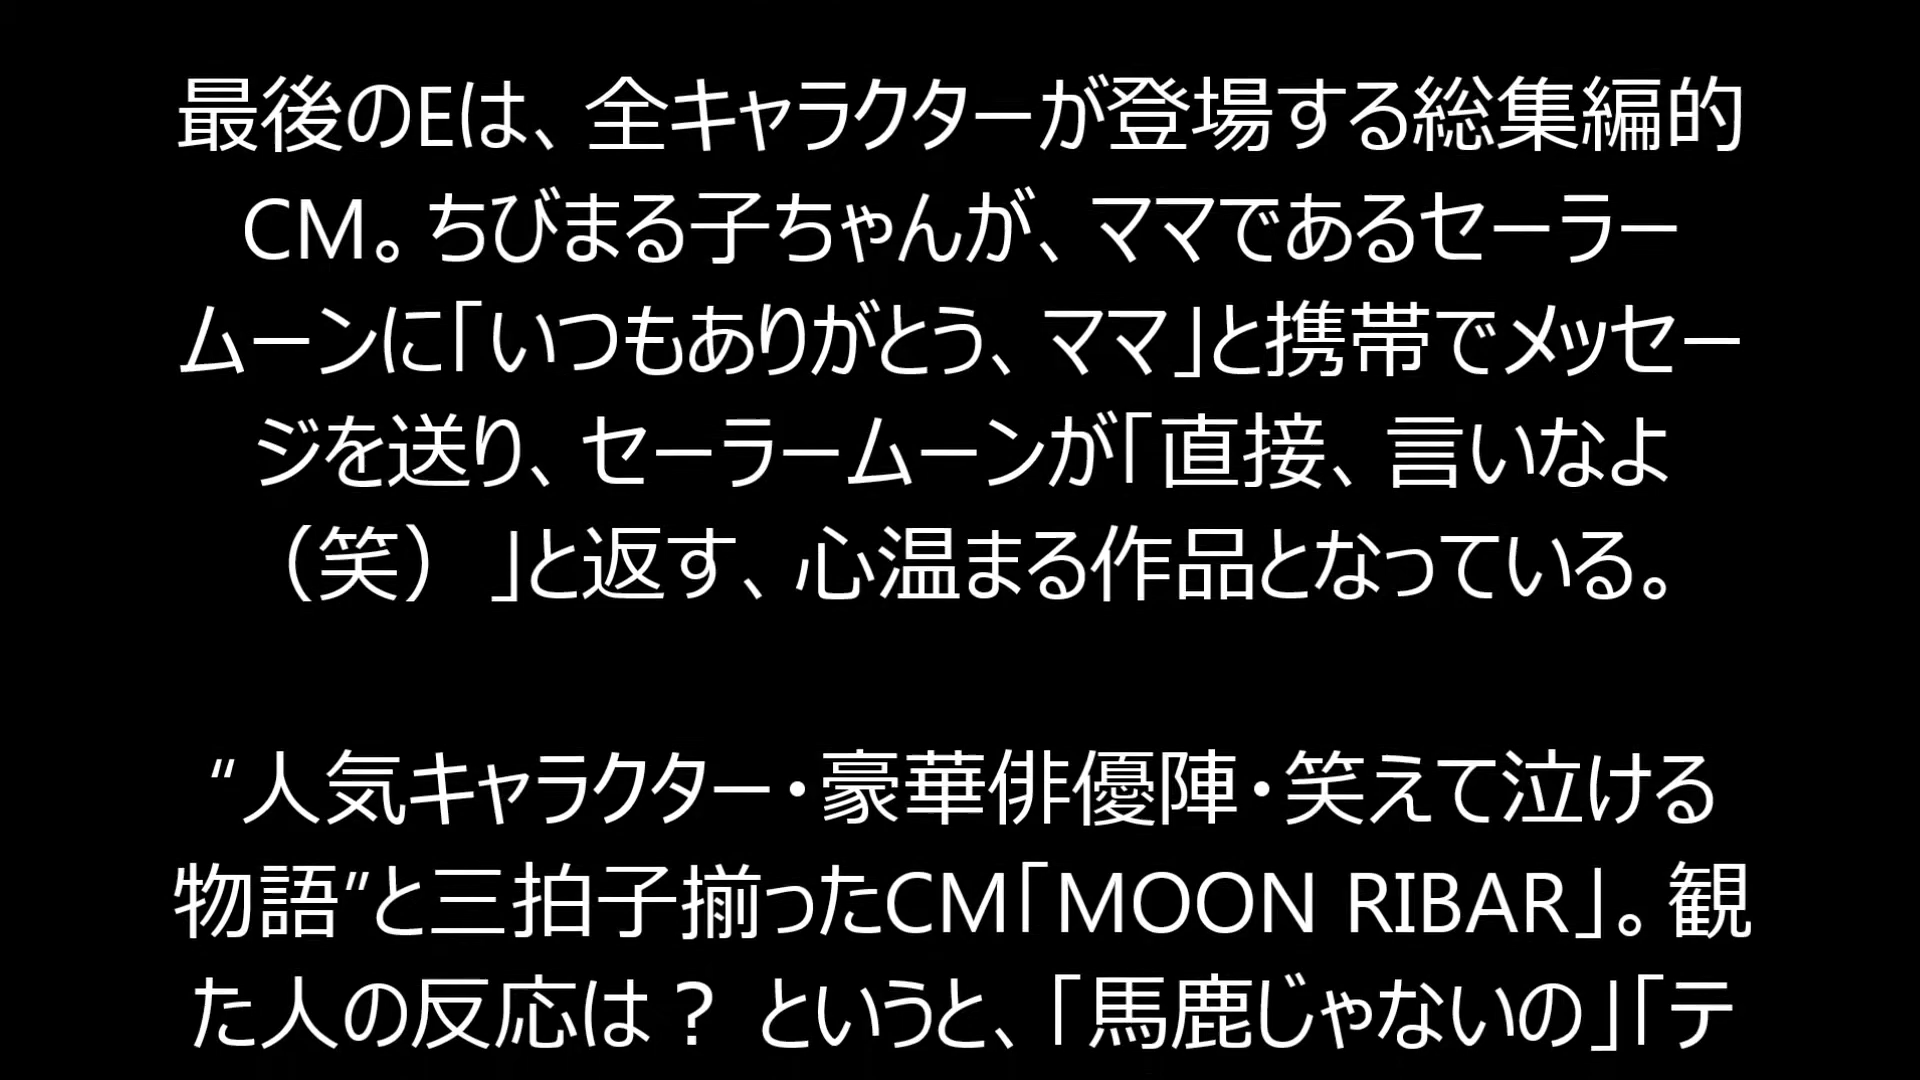 最後のEは、全キャラクターが登場する総集編的
CM。ちびまる子ちゃんが、ママであるセーラー
ムーンに「いつもありがとう、ママ」と携帯でメッセー
ジを送り、セーラームーンが「直接、言いなよ
（笑） 」と返す、心温まる作品となっている。
“人気キャラクター・豪華俳優陣・笑えて泣ける
物語”と三拍子揃ったCM「MOON RIBAR」。観
た人の反応は？ というと、「馬鹿じゃないの」「テ